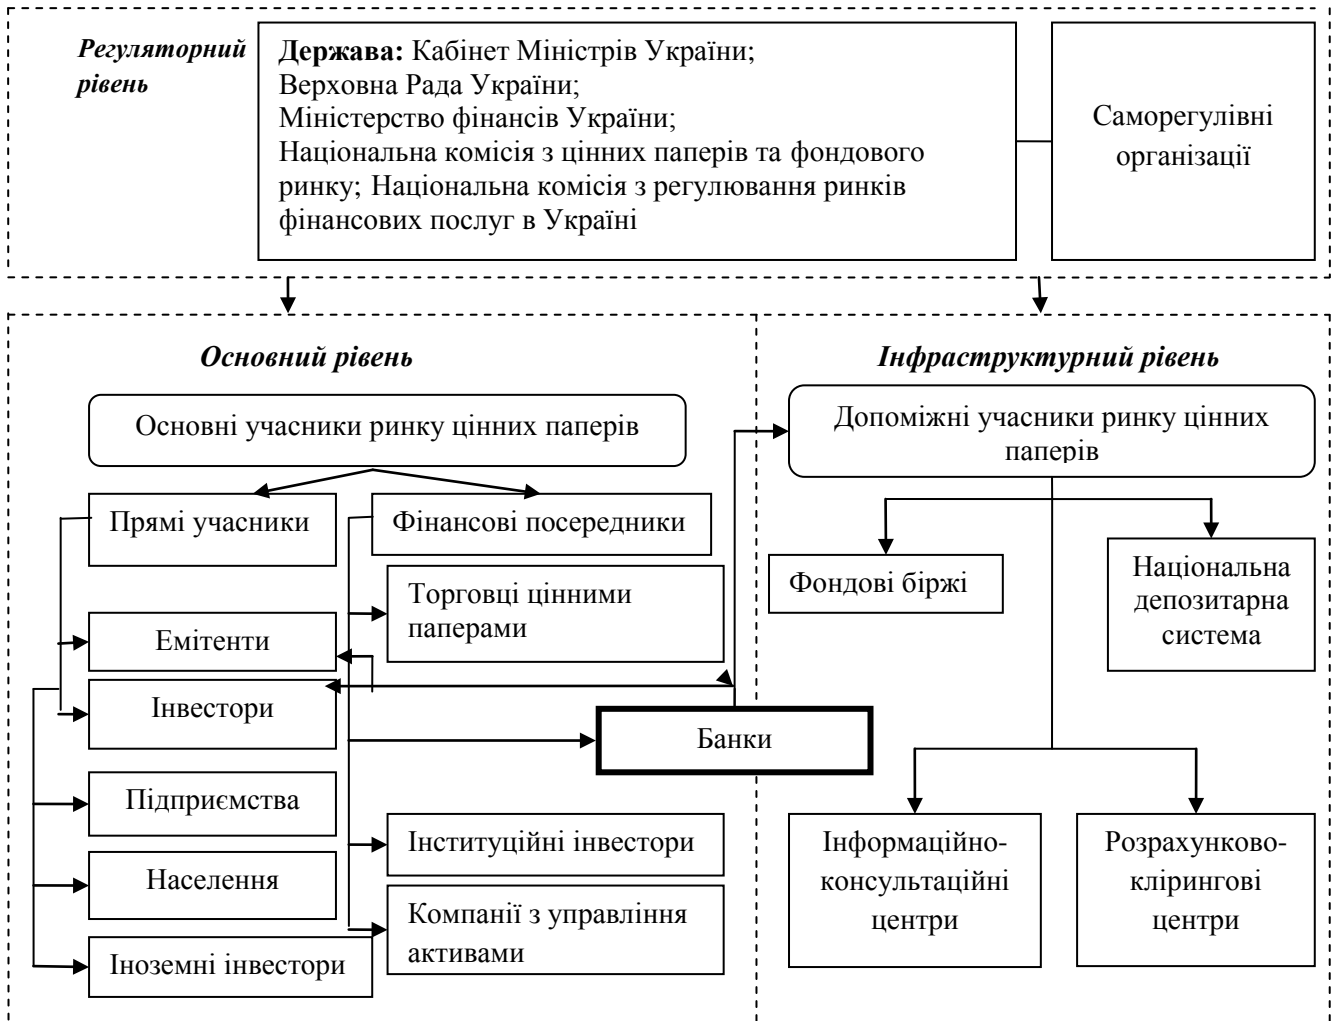 Регуляторний
рівень
Держава: Кабінет Міністрів України;
Верховна Рада України;
Міністерство фінансів України;
Національна комісія з цінних паперів та фондового
ринку; Національна комісія з регулювання ринків
фінансових послуг в Україні
Саморегулівні
організації
Основний рівень
Основні учасники ринку цінних паперів
Прямі учасники
Фінансові посередники
Торговці цінними
паперами
Емітенти
Інвестори
Банки
Підприємства
Населення
Іноземні інвестори
Інституційні інвестори
Компанії з управління
активами
Інфраструктурний рівень
Допоміжні учасники ринку цінних
паперів
Фондові біржі
Національна
депозитарна
система
Інформаційно-
консультаційні
центри
Розрахунково-
клірингові
центри